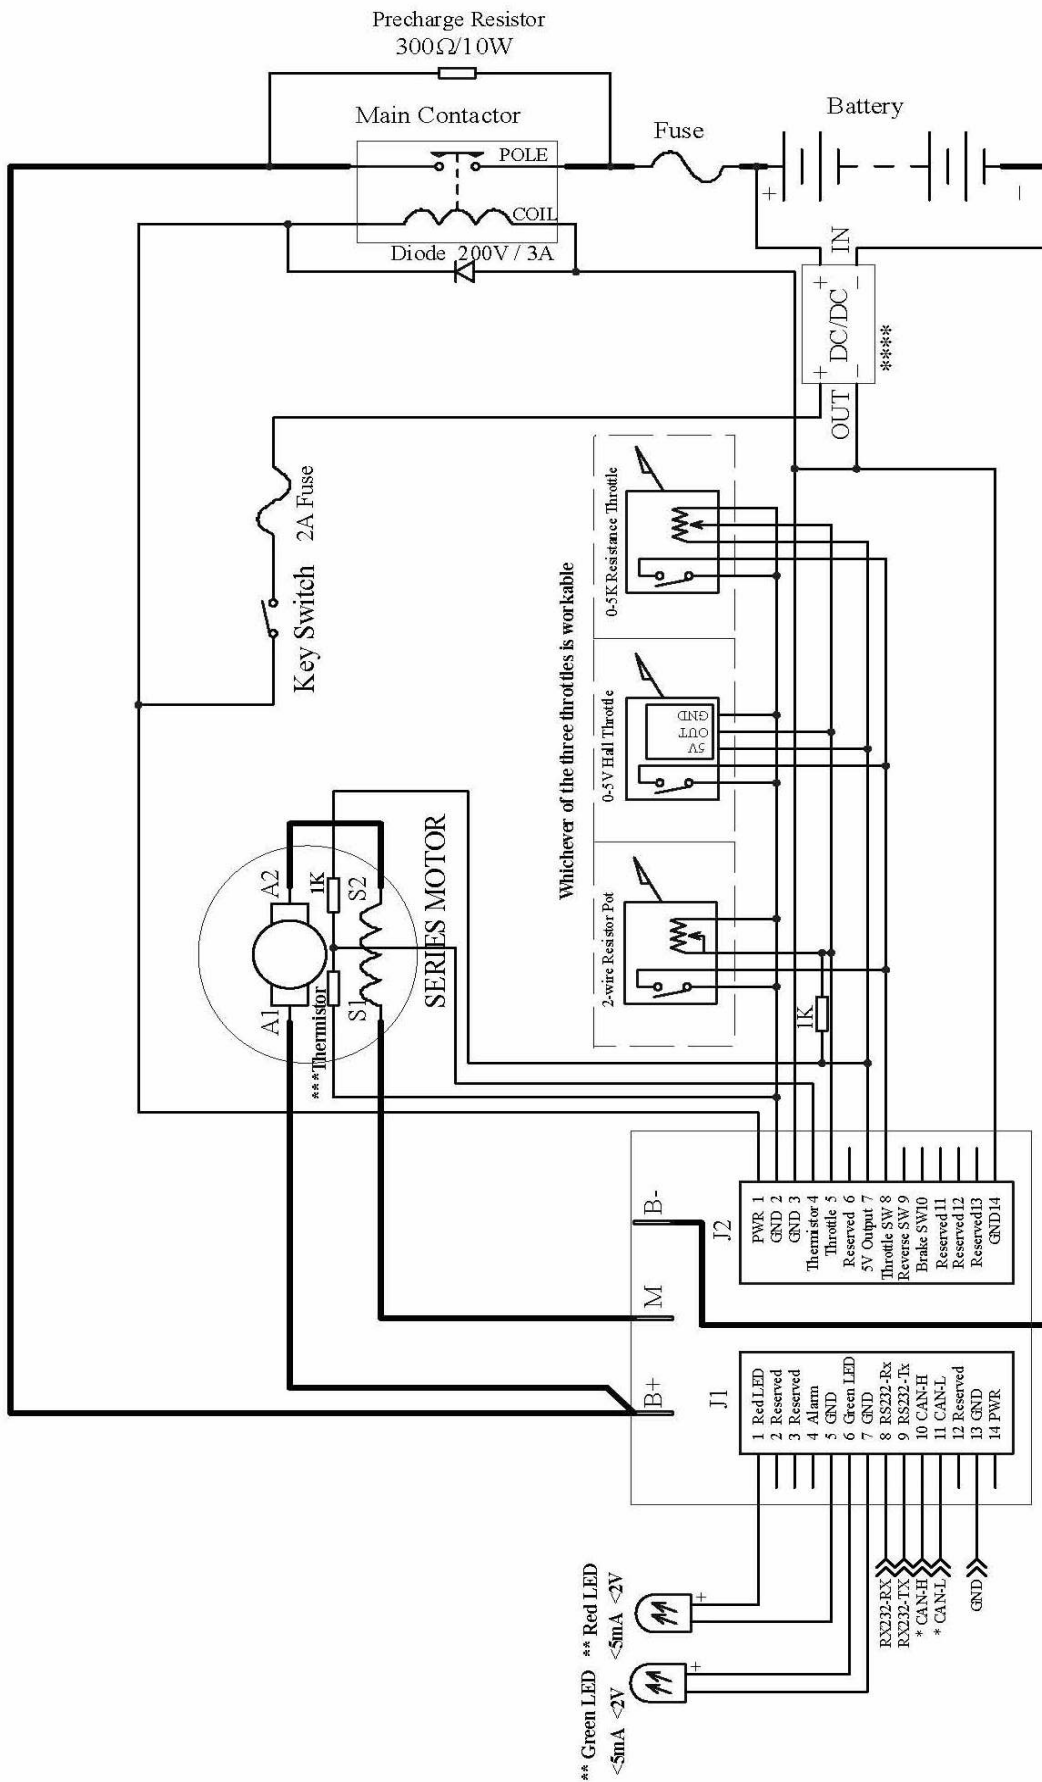 Precharge Resistor
300Ω/10W
Main Contactor
POLE
COIL
Diode 200V / 3A
Fuse
Battery
+
−
IN
+
−
DC/DC
+
−
OUT
****
2A Fuse
Key Switch
Whichever of the three throttles is workable
0-5K Resistance Throttle
0-5V Hall Throttle
GND
OUT
5V
2-wire Resistor Pot
1K
A2
1K
S2
A1
***Thermistor
S1
SERIES MOTOR
B-
M
B+
J2
PWR 1
GND 2
GND 3
Thermistor 4
Throttle 5
Reserved 6
5V Output 7
Throttle SW 8
Reverse SW 9
Brake SW10
Reserved11
Reserved12
Reserved13
GND14
J1
1 Red LED
2 Reserved
3 Reserved
4 Alarm
5 GND
6 Green LED
7 GND
8 RS232-Rx
9 RS232-Tx
10 CAN-H
11 CAN-L
12 Reserved
13 GND
14 PWR
** Red LED
<5mA <2V
+
** Green LED
<5mA <2V
+
RX232-RX
RX232-TX
* CAN-H
* CAN-L
GND